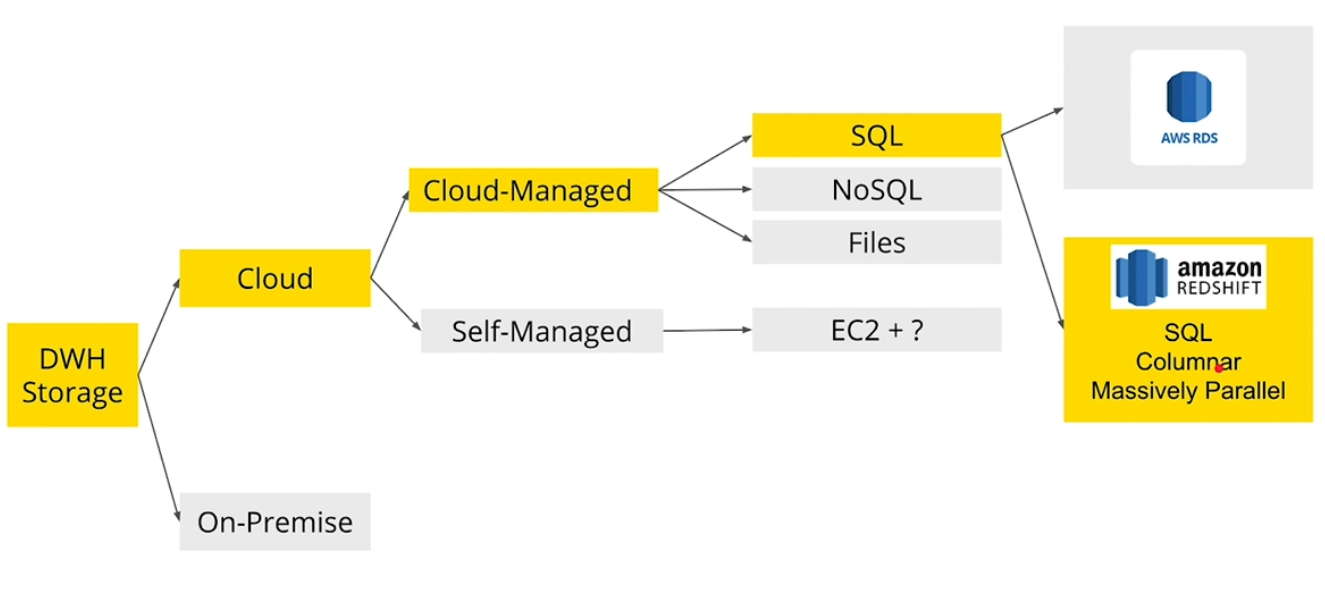 DWH
Storage
Cloud
On-Premise
Cloud-Managed
Self-Managed
SQL
NoSQL
Files
EC2 + ?
AWS RDS
amazon
REDSHIFT
SQL
Columnar
Massively Parallel